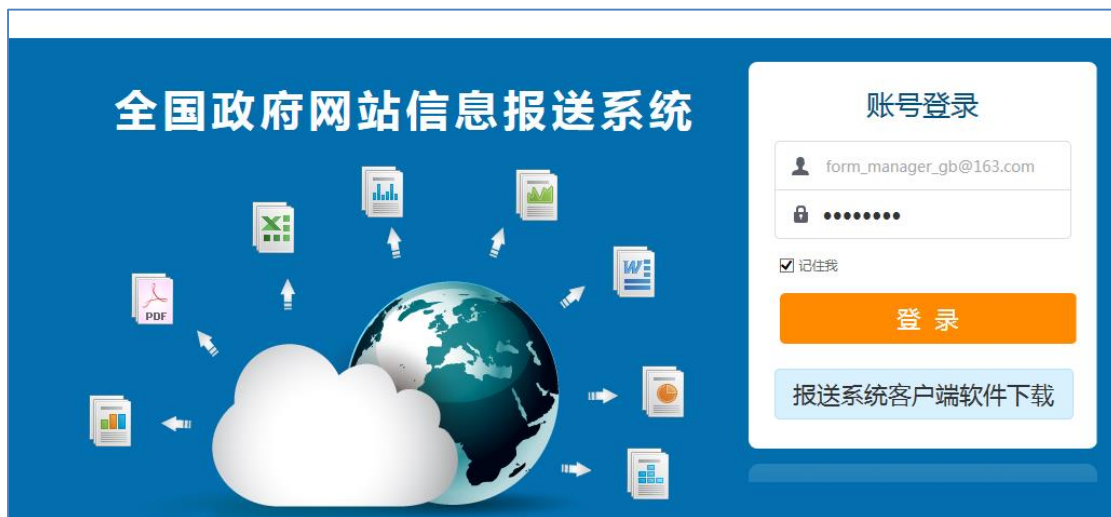 全国政府网站信息报送系统
账号登录
form_manager_gb@163.com
●●●●●●●●
记住我
登 录
报送系统客户端软件下载
PDF